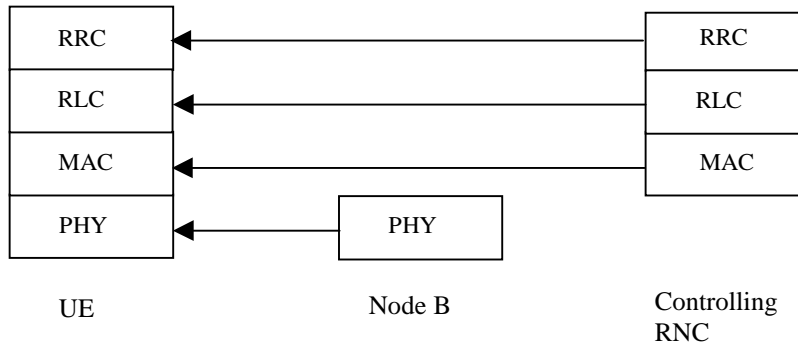 RRC
RRC
RLC
RLC
MAC
MAC
PHY
PHY
UE
Node B
Controlling
RNC